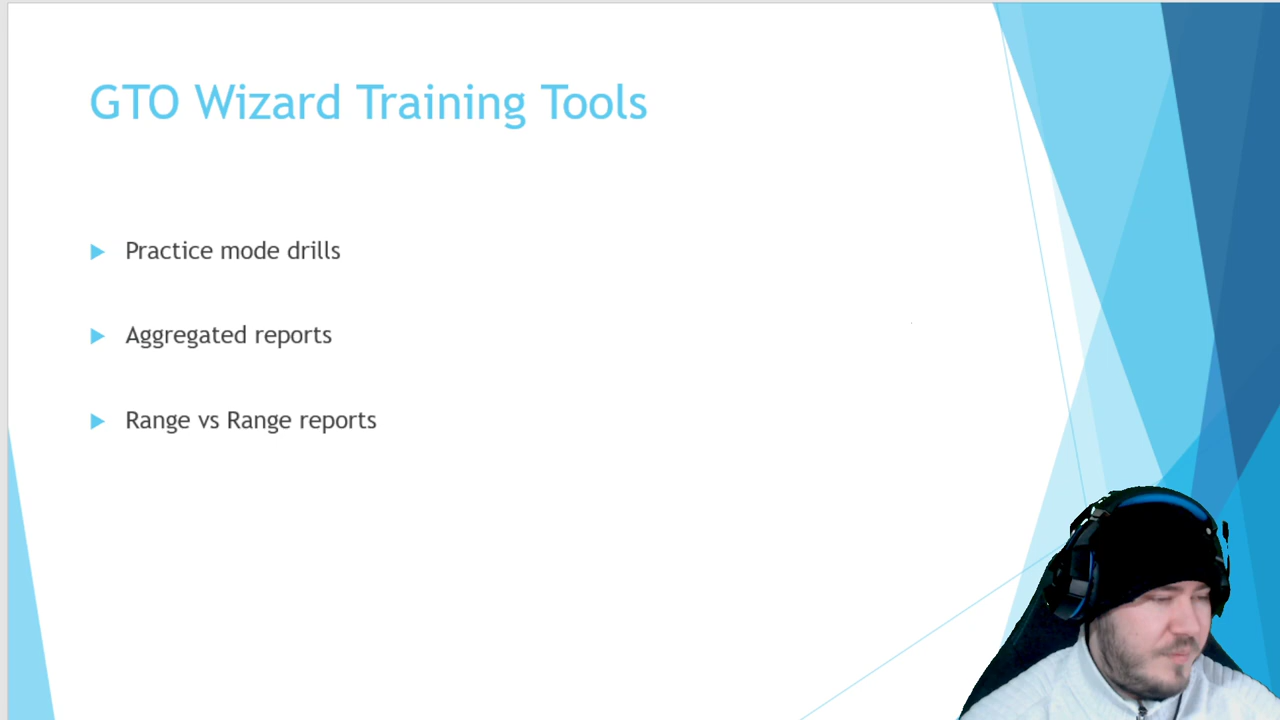 GTO Wizard Training Tools
Practice mode drills
Aggregated reports
Range vs Range reports